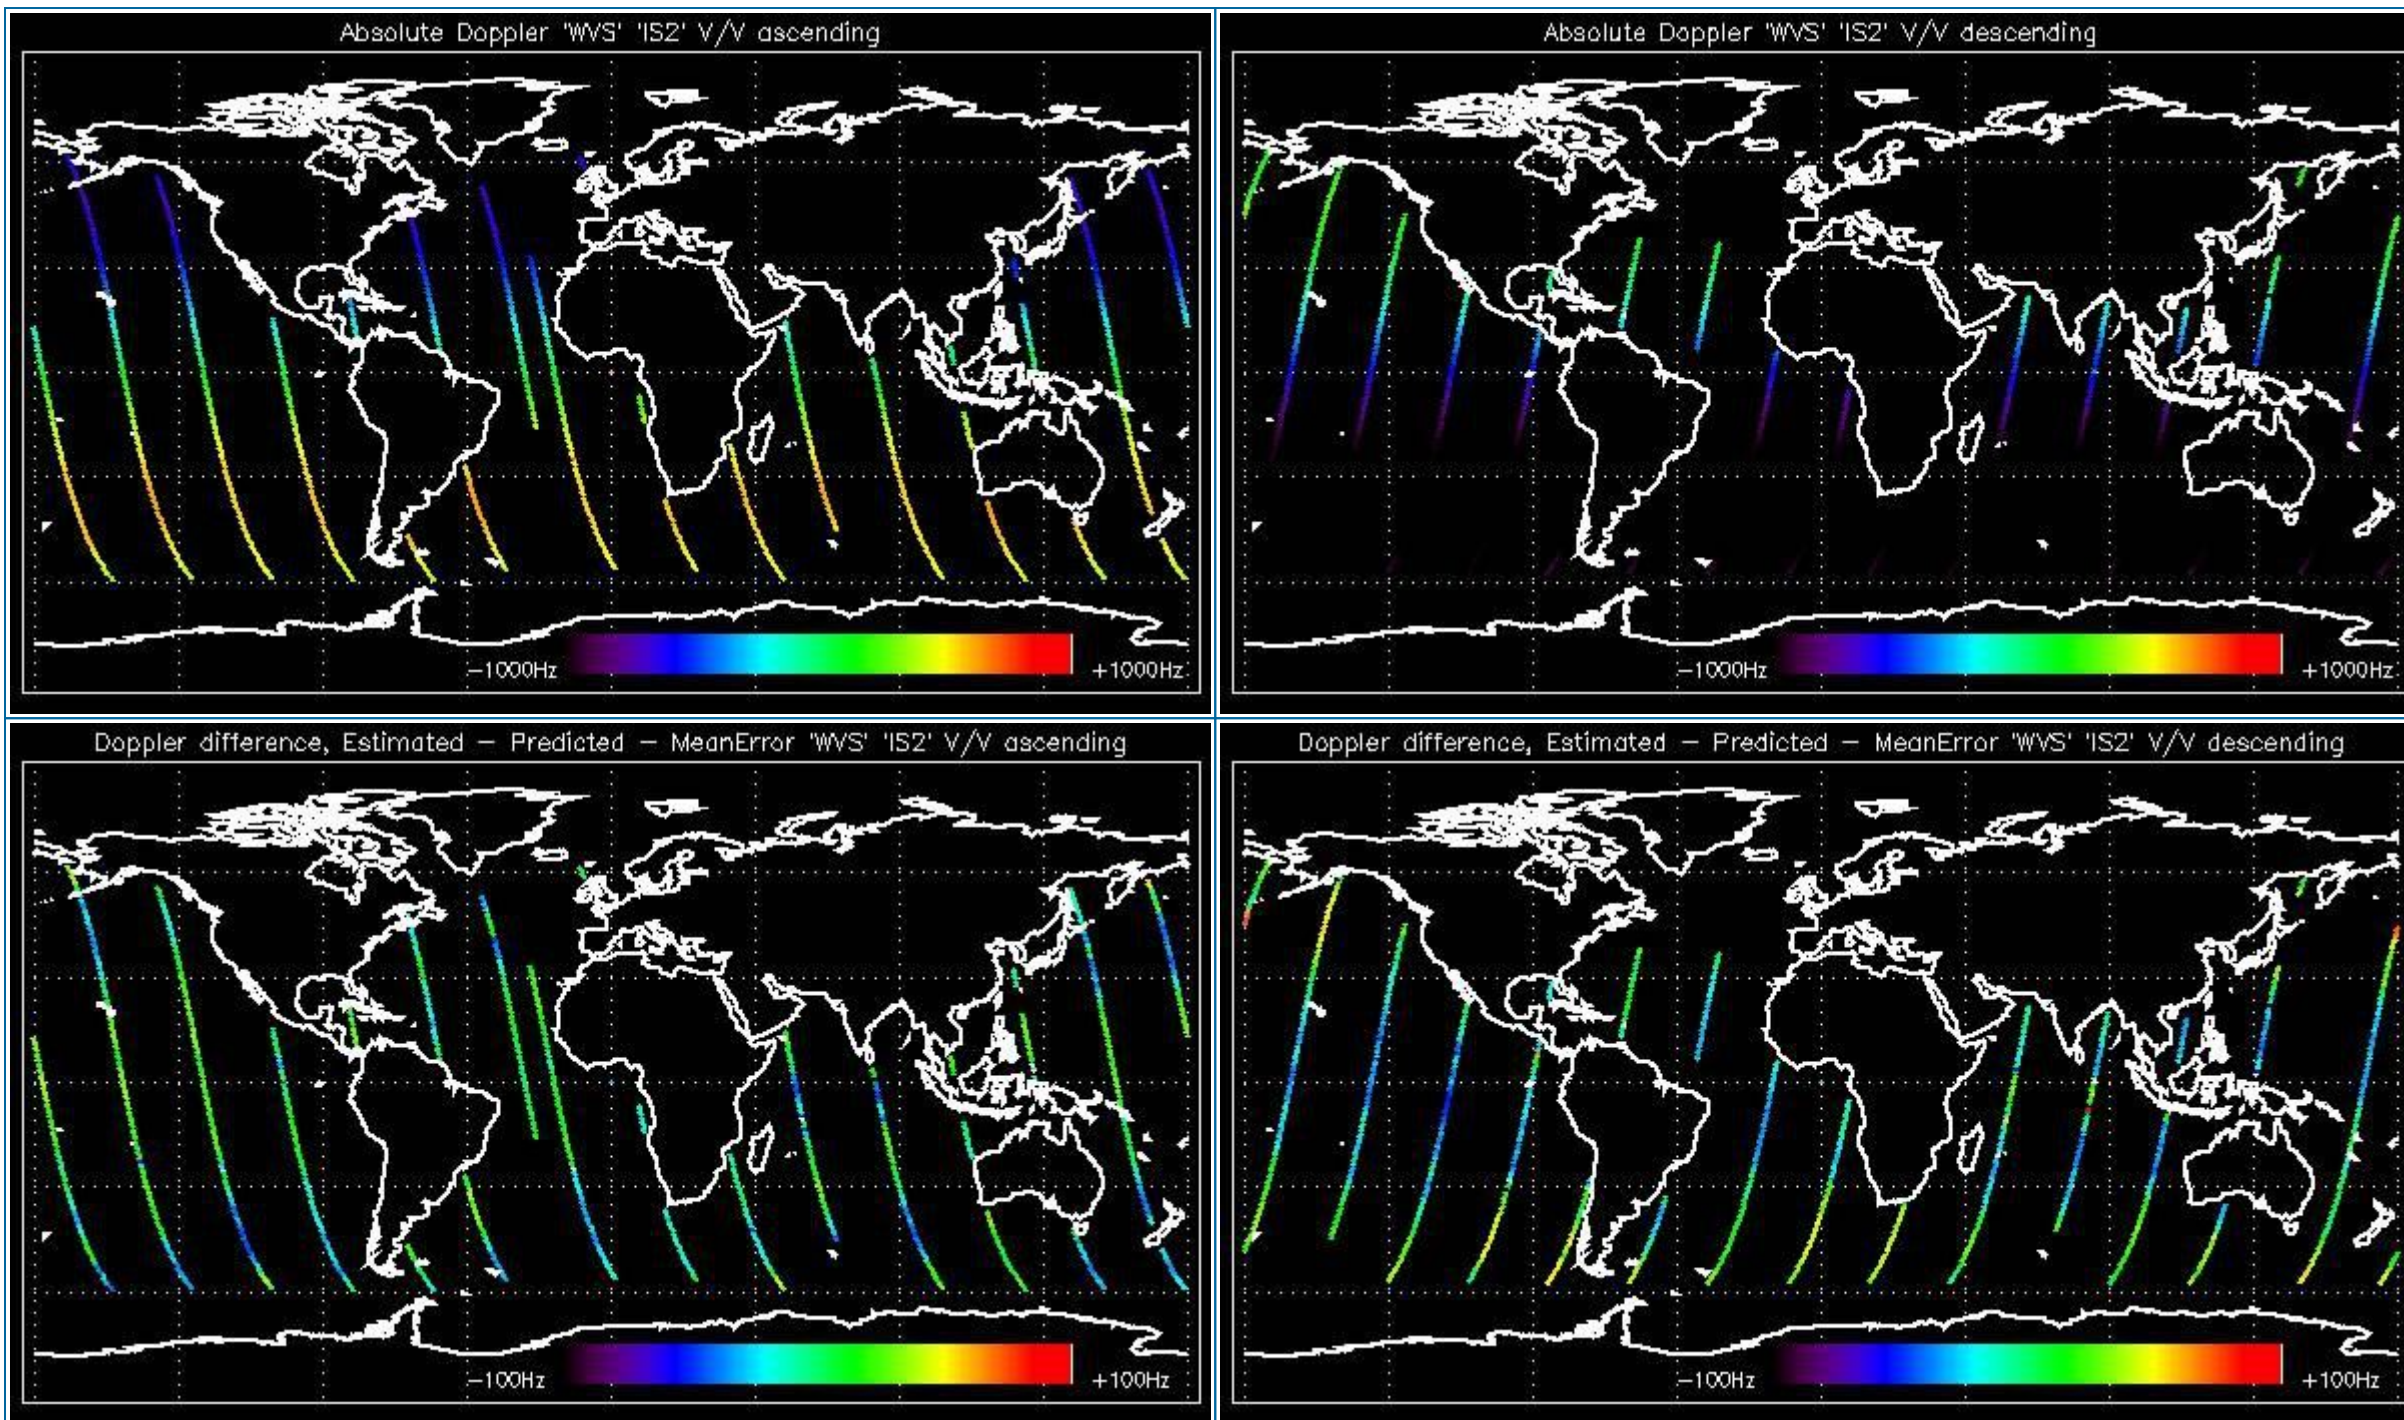 Absolute Doppler 'WVS' 'IS2' V/V ascending
-1000Hz
+1000Hz
Absolute Doppler 'WVS' 'IS2' V/V descending
-1000Hz
+1000Hz
Doppler difference, Estimated - Predicted - MeanError 'WVS' 'IS2' V/V ascending
-100Hz
+100Hz
Doppler difference, Estimated - Predicted - MeanError 'WVS' 'IS2' V/V descending
-100Hz
+100Hz